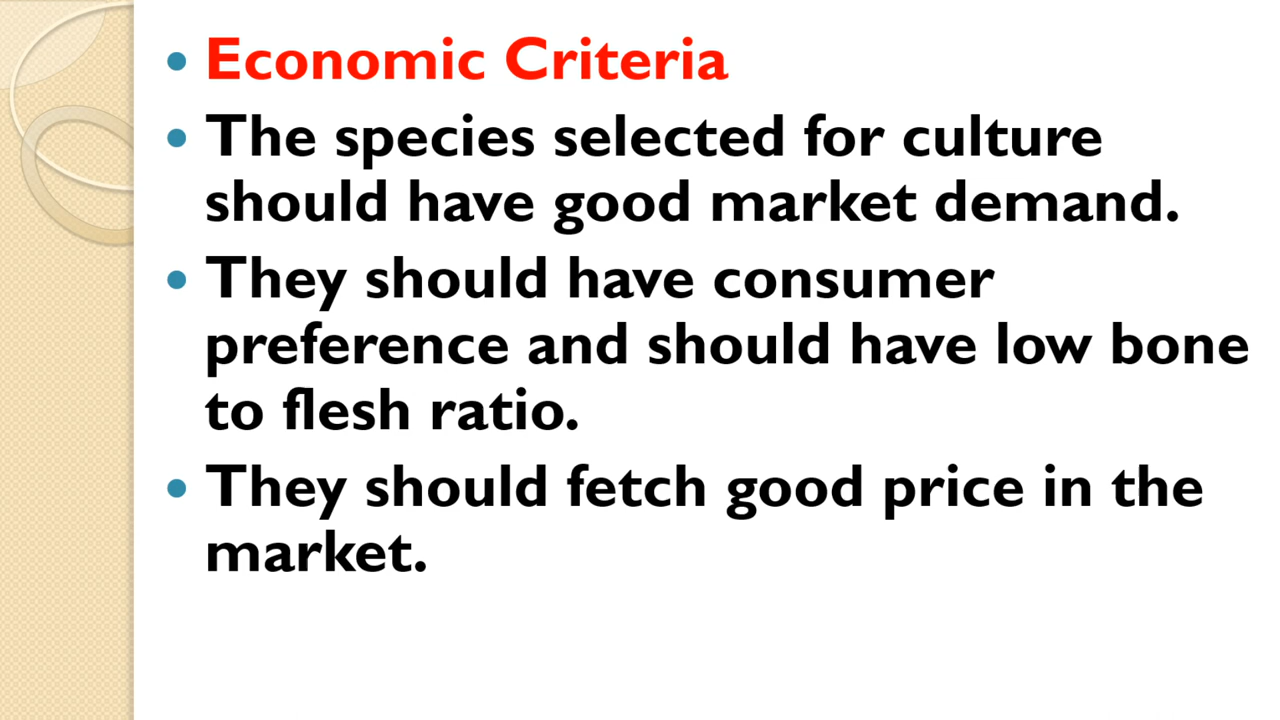 • Economic Criteria
• The species selected for culture
should have good market demand.
• They should have consumer
preference and should have low bone
to flesh ratio.
• They should fetch good price in the
market.